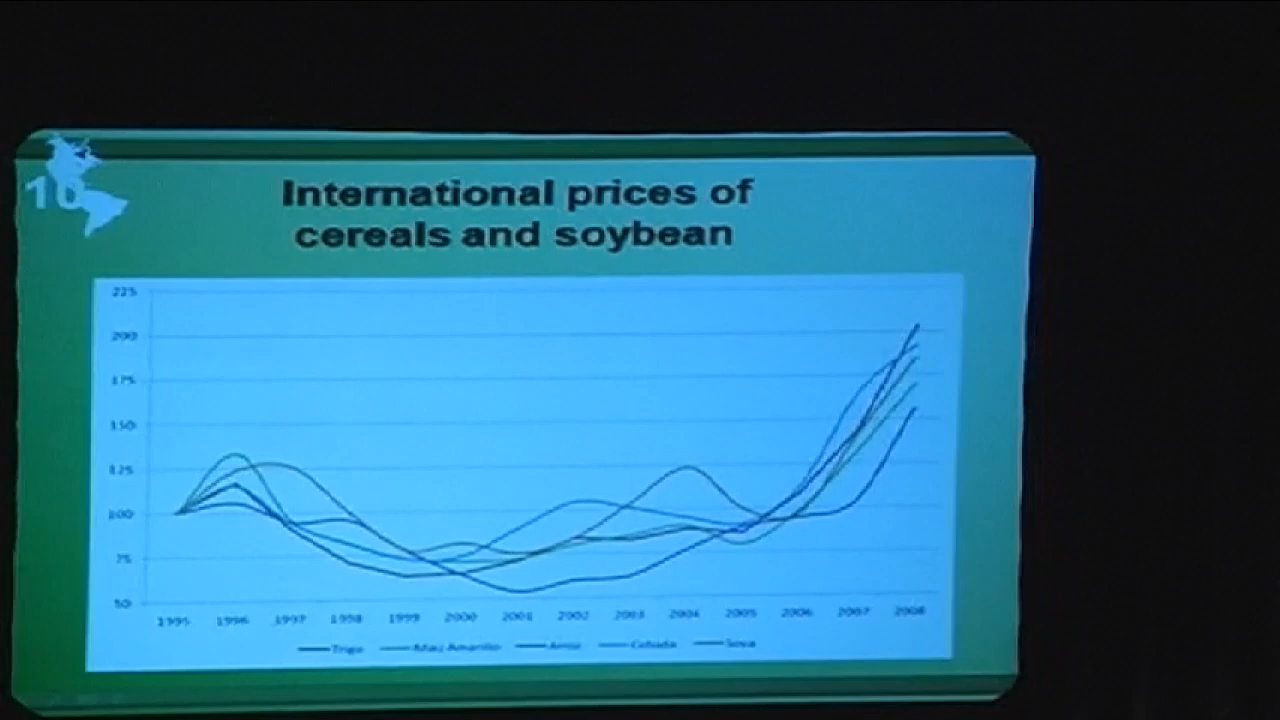 10
International prices of
cereals and soybean
225
200
175
150
125
100
75
50
1995 1996 1997 1998 1999 2000 2001 2002 2003 2004 2005 2006 2007 2008
Trigo Maiz Amarillo Arroz Cebada Soya